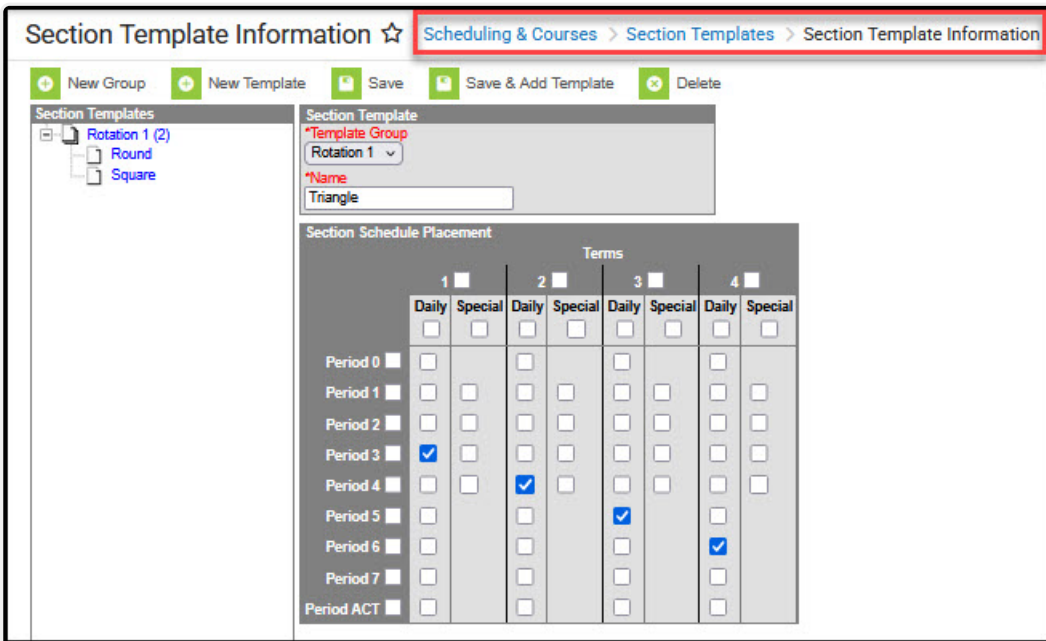 Section Template Information ☆ Scheduling & Courses > Section Templates > Section Template Information
New Group New Template Save Save & Add Template Delete
Section Templates
Rotation 1 (2)
Round
Square
Section Template
*Template Group
Rotation 1
*Name
Triangle
Section Schedule Placement
Terms
1 2 3 4
Daily Special Daily Special Daily Special Daily Special
Period 0
Period 1
Period 2
Period 3
Period 4
Period 5
Period 6
Period 7
Period ACT